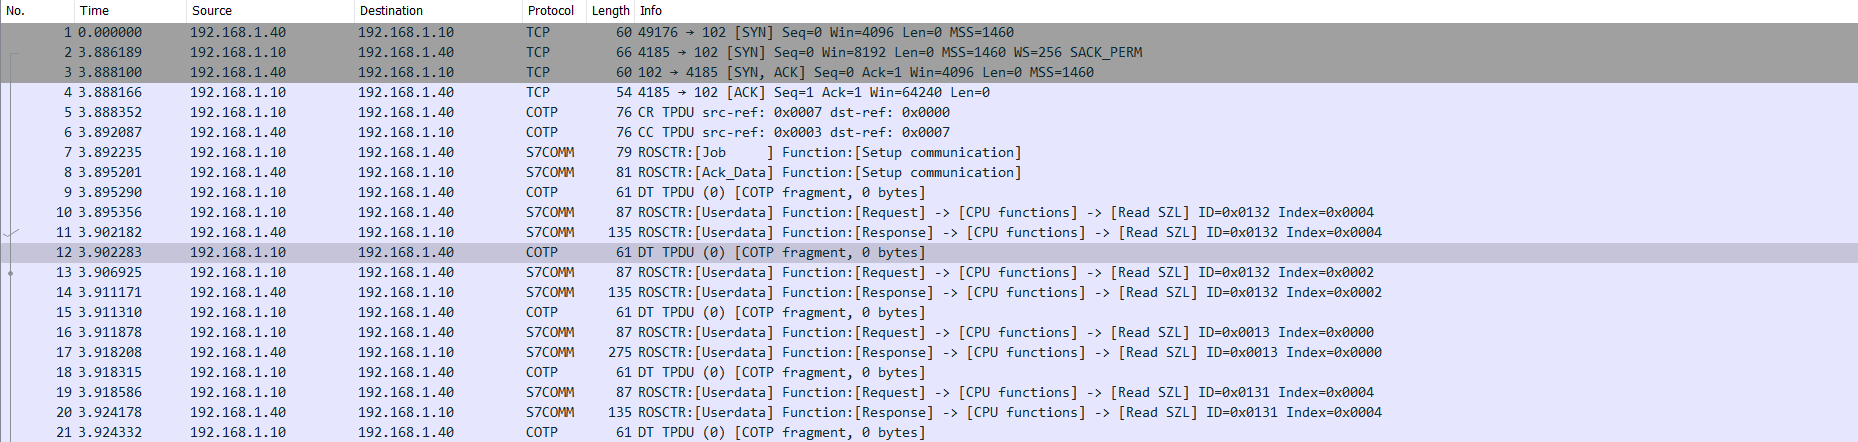 No. Time Source Destination Protocol Length Info
1 0.000000 192.168.1.40 192.168.1.10 TCP 60 49176 → 102 [SYN] Seq=0 Win=4096 Len=0 MSS=1460
2 3.886189 192.168.1.10 192.168.1.40 TCP 66 4185 → 102 [SYN] Seq=0 Win=8192 Len=0 MSS=1460 WS=256 SACK_PERM
3 3.888100 192.168.1.40 192.168.1.10 TCP 60 102 → 4185 [SYN, ACK] Seq=0 Ack=1 Win=4096 Len=0 MSS=1460
4 3.888166 192.168.1.10 192.168.1.40 TCP 54 4185 → 102 [ACK] Seq=1 Ack=1 Win=64240 Len=0
5 3.888352 192.168.1.10 192.168.1.40 COTP 76 CR TPDU src-ref: 0x0007 dst-ref: 0x0000
6 3.892087 192.168.1.40 192.168.1.10 COTP 76 CC TPDU src-ref: 0x0003 dst-ref: 0x0007
7 3.892235 192.168.1.10 192.168.1.40 S7COMM 79 ROSCTR:[Job     ] Function:[Setup communication]
8 3.895201 192.168.1.40 192.168.1.10 S7COMM 81 ROSCTR:[Ack_Data] Function:[Setup communication]
9 3.895290 192.168.1.10 192.168.1.40 COTP 61 DT TPDU (0) [COTP fragment, 0 bytes]
10 3.895356 192.168.1.10 192.168.1.40 S7COMM 87 ROSCTR:[Userdata] Function:[Request] -> [CPU functions] -> [Read SZL] ID=0x0132 Index=0x0004
11 3.902182 192.168.1.40 192.168.1.10 S7COMM 135 ROSCTR:[Userdata] Function:[Response] -> [CPU functions] -> [Read SZL] ID=0x0132 Index=0x0004
12 3.902283 192.168.1.10 192.168.1.40 COTP 61 DT TPDU (0) [COTP fragment, 0 bytes]
13 3.906925 192.168.1.10 192.168.1.40 S7COMM 87 ROSCTR:[Userdata] Function:[Request] -> [CPU functions] -> [Read SZL] ID=0x0132 Index=0x0002
14 3.911171 192.168.1.40 192.168.1.10 S7COMM 135 ROSCTR:[Userdata] Function:[Response] -> [CPU functions] -> [Read SZL] ID=0x0132 Index=0x0002
15 3.911310 192.168.1.10 192.168.1.40 COTP 61 DT TPDU (0) [COTP fragment, 0 bytes]
16 3.911878 192.168.1.10 192.168.1.40 S7COMM 87 ROSCTR:[Userdata] Function:[Request] -> [CPU functions] -> [Read SZL] ID=0x0013 Index=0x0000
17 3.918208 192.168.1.40 192.168.1.10 S7COMM 275 ROSCTR:[Userdata] Function:[Response] -> [CPU functions] -> [Read SZL] ID=0x0013 Index=0x0000
18 3.918315 192.168.1.10 192.168.1.40 COTP 61 DT TPDU (0) [COTP fragment, 0 bytes]
19 3.918586 192.168.1.10 192.168.1.40 S7COMM 87 ROSCTR:[Userdata] Function:[Request] -> [CPU functions] -> [Read SZL] ID=0x0131 Index=0x0004
20 3.924178 192.168.1.40 192.168.1.10 S7COMM 135 ROSCTR:[Userdata] Function:[Response] -> [CPU functions] -> [Read SZL] ID=0x0131 Index=0x0004
21 3.924332 192.168.1.10 192.168.1.40 COTP 61 DT TPDU (0) [COTP fragment, 0 bytes]